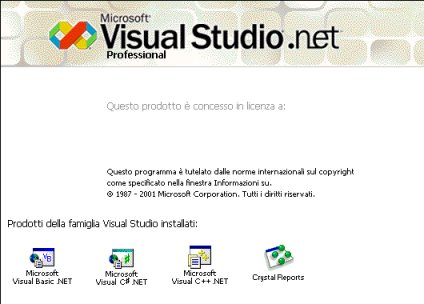 Microsoft
Visual Studio.net
Professional
Questo prodotto è concesso in licenza a:
Questo programma è tutelato dalle norme internazionali sul copyright
come specificato nella finestra Informazioni su.
© 1987 - 2001 Microsoft Corporation. Tutti i diritti riservati.
Prodotti della famiglia Visual Studio installati:
Microsoft
Visual Basic .NET
Microsoft
Visual C# .NET
Microsoft
Visual C++ .NET
Crystal Reports